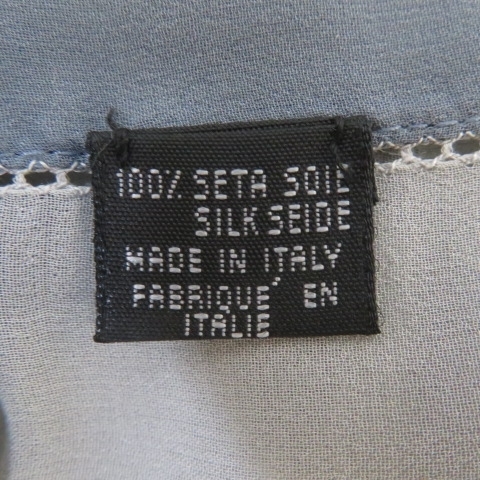 100% SETA SOIE
SILK SEIDE
MADE IN ITALY
FABRIQUE' EN
ITALIE